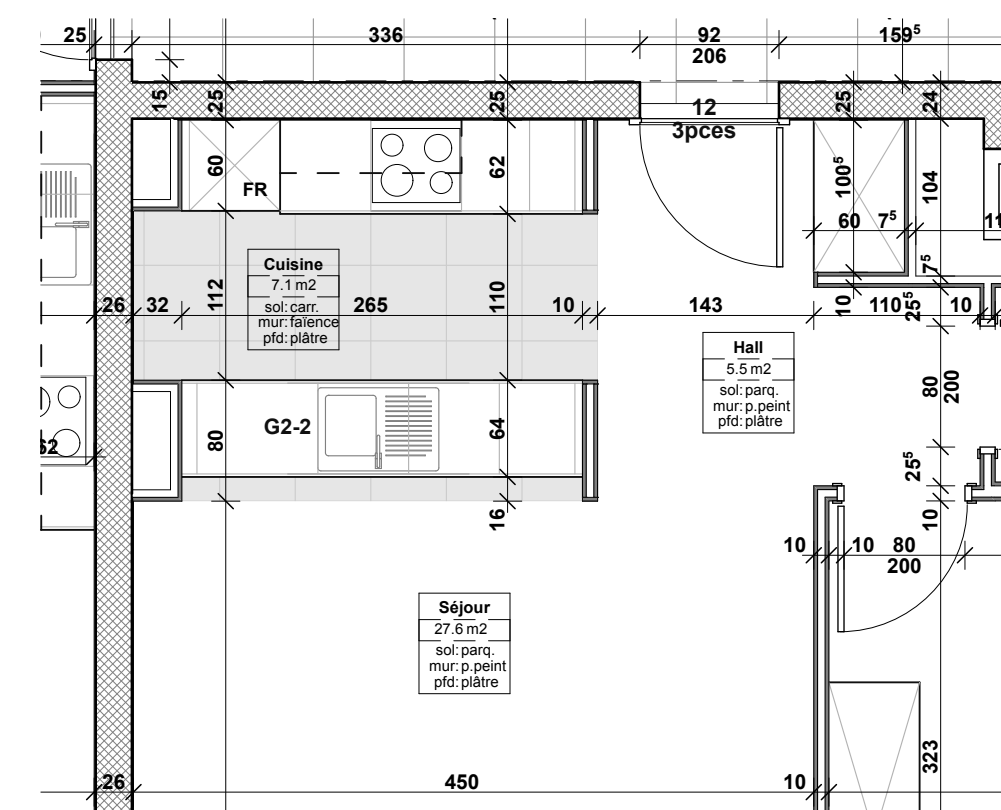 25
336
92
206
159⁵
15
25
25
12
3pces
25
24
60
62
FR
100⁵
104
60
7⁵
11
7⁵
Cuisine
7.1 m2
sol: carr.
mur: faïence
pfd: plâtre
26
32
112
265
110
10
143
10
110
25⁵
10
Hall
5.5 m2
sol: parq.
mur: p.peint
pfd: plâtre
80
200
62
G2-2
80
64
25⁵
16
10
10
10
80
200
Séjour
27.6 m2
sol: parq.
mur: p.peint
pfd: plâtre
323
26
450
10